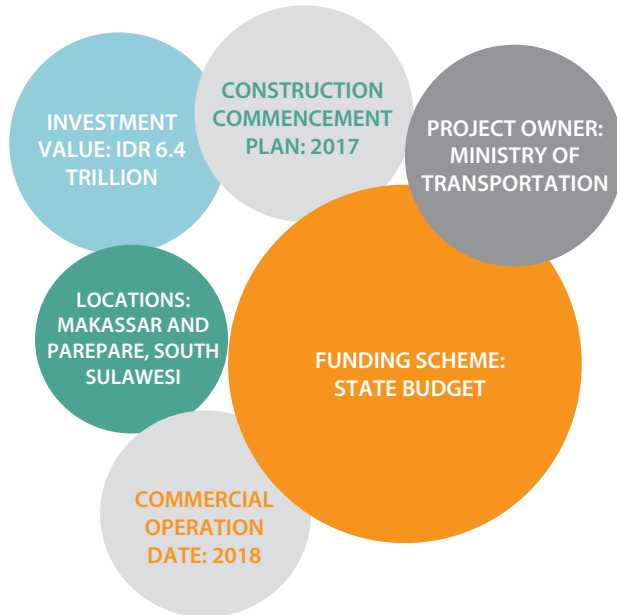 INVESTMENT
VALUE: IDR 6.4
TRILLION
CONSTRUCTION
COMMENCEMENT
PLAN: 2017
PROJECT OWNER:
MINISTRY OF
TRANSPORTATION
LOCATIONS:
MAKASSAR AND
PAREPARE, SOUTH
SULAWESI
FUNDING SCHEME:
STATE BUDGET
COMMERCIAL
OPERATION
DATE: 2018